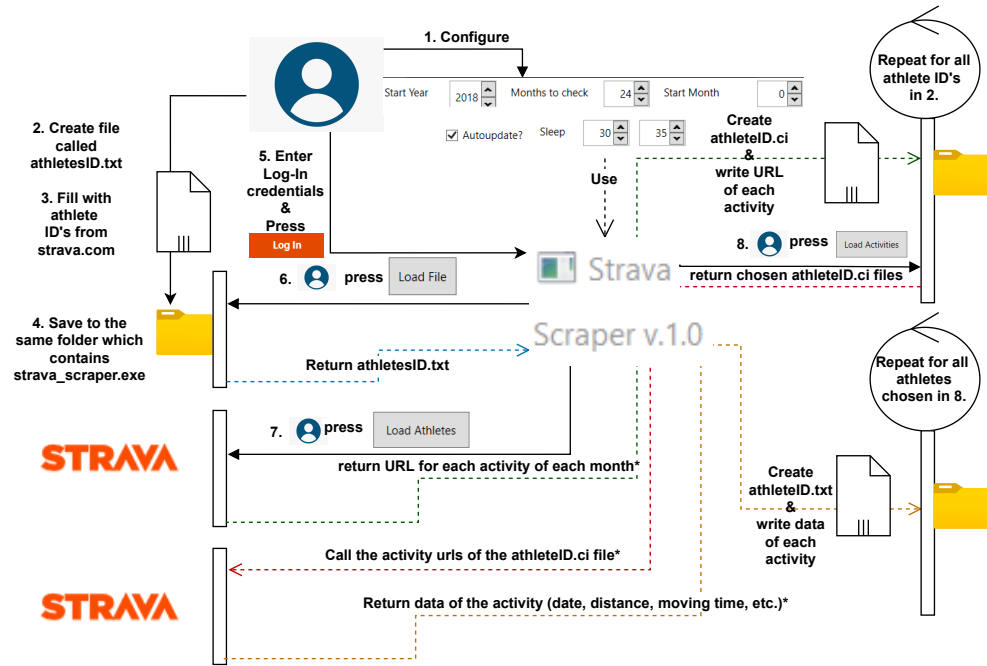 1. Configure
Start Year
2018
Months to check
24
Start Month
0
Autoupdate?
Sleep
30
35
Repeat for all
athlete ID's
in 2.
2. Create file
called
athletesID.txt
3. Fill with
athlete
ID's from
strava.com
5. Enter
Log-In
credentials
&
Press
Log In
Use
Create
athleteID.ci
&
write URL
of each
activity
8.
press
Load Activities
return chosen athleteID.ci files
6.
press
Load File
Strava
Scraper v.1.0
4. Save to the
same folder which
contains
strava_scraper.exe
Return athletesID.txt
Repeat for all
athletes
chosen in 8.
7.
press
Load Athletes
STRAVA
return URL for each activity of each month*
Create
athleteID.txt
&
write data
of each
activity
Call the activity urls of the athleteID.ci file*
STRAVA
Return data of the activity (date, distance, moving time, etc.)*